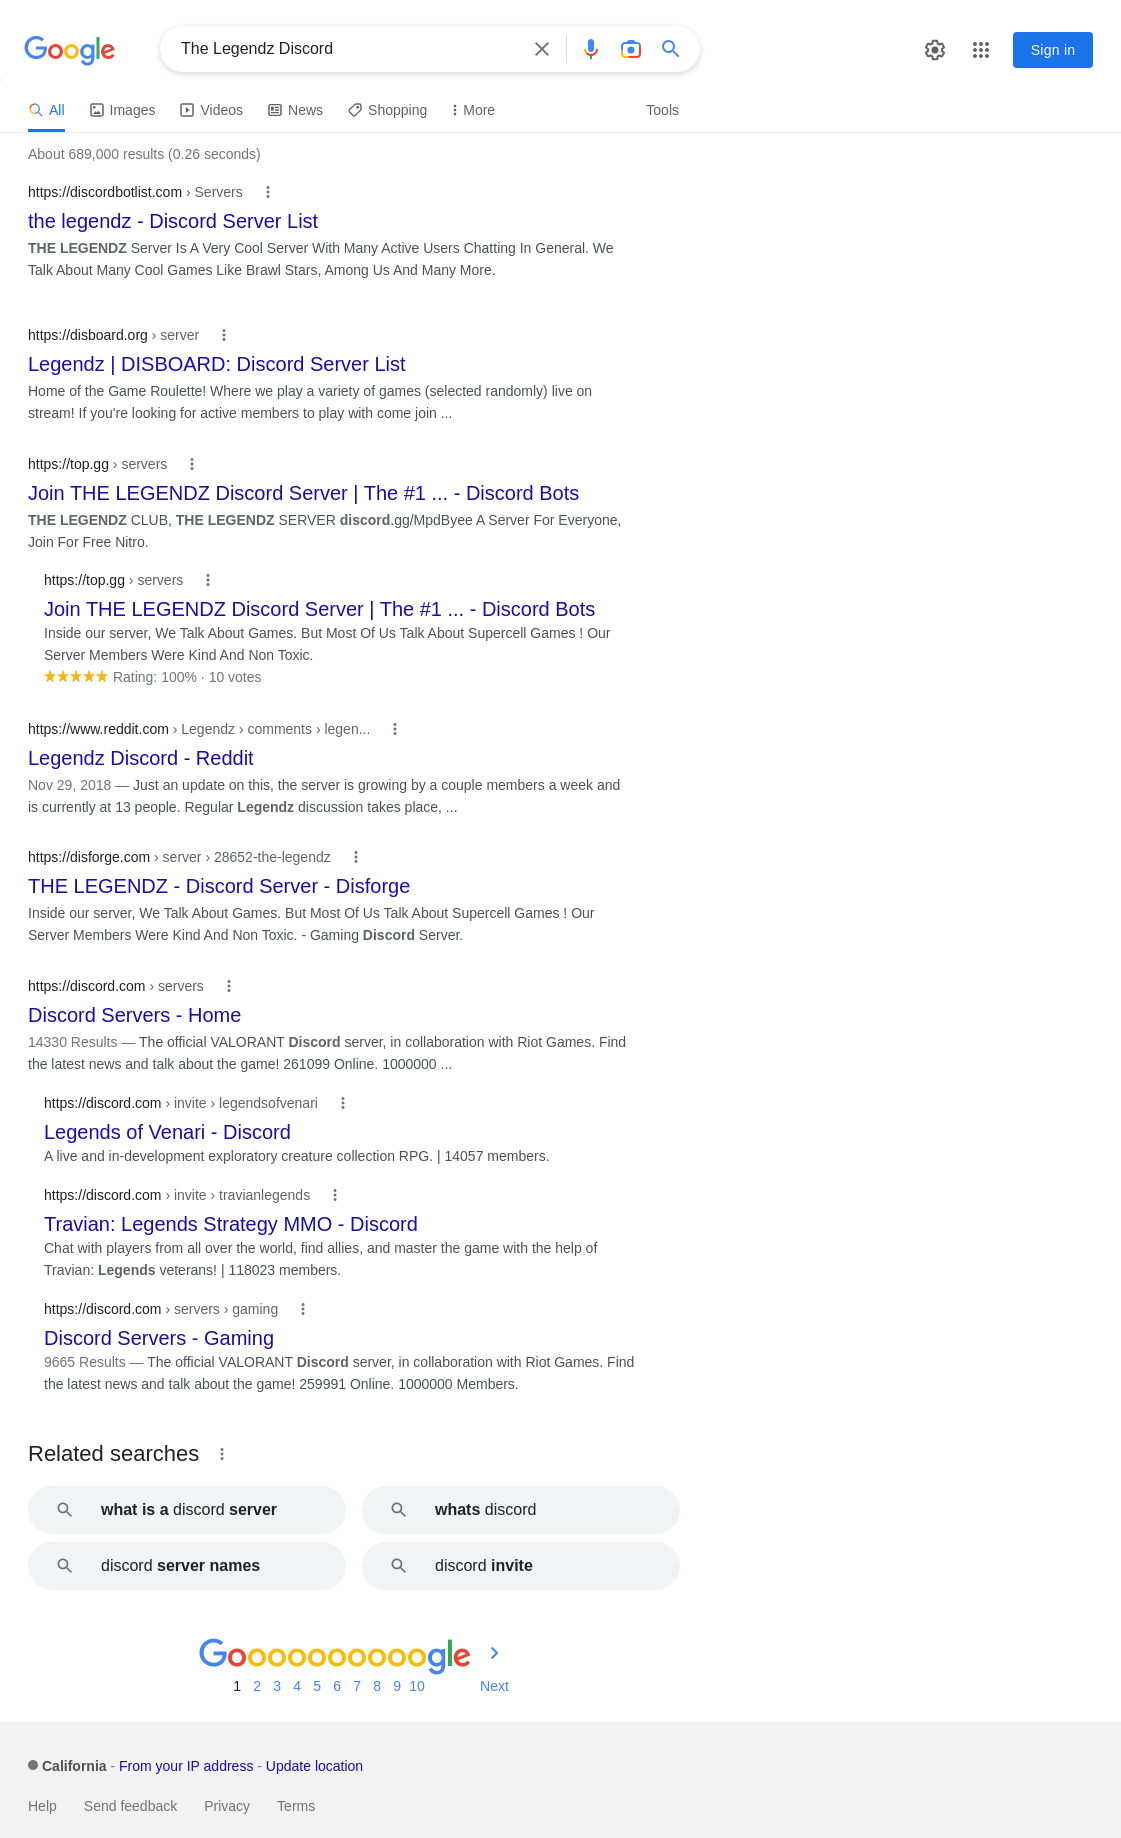 Google
The Legendz Discord
Sign in
All Images Videos News Shopping More Tools
About 689,000 results (0.26 seconds)
https://discordbotlist.com › Servers
the legendz - Discord Server List
THE LEGENDZ Server Is A Very Cool Server With Many Active Users Chatting In General. We
Talk About Many Cool Games Like Brawl Stars, Among Us And Many More.
https://disboard.org › server
Legendz | DISBOARD: Discord Server List
Home of the Game Roulette! Where we play a variety of games (selected randomly) live on
stream! If you're looking for active members to play with come join ...
https://top.gg › servers
Join THE LEGENDZ Discord Server | The #1 ... - Discord Bots
THE LEGENDZ CLUB, THE LEGENDZ SERVER discord.gg/MpdByee A Server For Everyone,
Join For Free Nitro.
https://top.gg › servers
Join THE LEGENDZ Discord Server | The #1 ... - Discord Bots
Inside our server, We Talk About Games. But Most Of Us Talk About Supercell Games ! Our
Server Members Were Kind And Non Toxic.
Rating: 100% · 10 votes
https://www.reddit.com › Legendz › comments › legen...
Legendz Discord - Reddit
Nov 29, 2018 — Just an update on this, the server is growing by a couple members a week and
is currently at 13 people. Regular Legendz discussion takes place, ...
https://disforge.com › server › 28652-the-legendz
THE LEGENDZ - Discord Server - Disforge
Inside our server, We Talk About Games. But Most Of Us Talk About Supercell Games ! Our
Server Members Were Kind And Non Toxic. - Gaming Discord Server.
https://discord.com › servers
Discord Servers - Home
14330 Results — The official VALORANT Discord server, in collaboration with Riot Games. Find
the latest news and talk about the game! 261099 Online. 1000000 ...
https://discord.com › invite › legendsofvenari
Legends of Venari - Discord
A live and in-development exploratory creature collection RPG. | 14057 members.
https://discord.com › invite › travianlegends
Travian: Legends Strategy MMO - Discord
Chat with players from all over the world, find allies, and master the game with the help of
Travian: Legends veterans! | 118023 members.
https://discord.com › servers › gaming
Discord Servers - Gaming
9665 Results — The official VALORANT Discord server, in collaboration with Riot Games. Find
the latest news and talk about the game! 259991 Online. 1000000 Members.
Related searches
what is a discord server
whats discord
discord server names
discord invite
Goooooooooogle
1 2 3 4 5 6 7 8 9 10 Next
California - From your IP address - Update location
Help Send feedback Privacy Terms